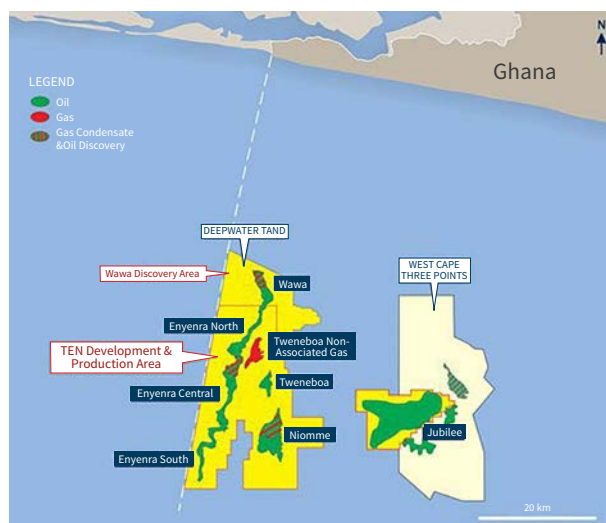 N
Ghana
LEGEND
Oil
Gas
Gas Condensate
&Oil Discovery
DEEPWATER TAND
Wawa Discovery Area
Wawa
WEST CAPE
THREE POINTS
Enyenra North
Tweneboa Non-
Associated Gas
TEN Development &
Production Area
Tweneboa
Enyenra Central
Niomme
Jubilee
Enyenra South
20 km